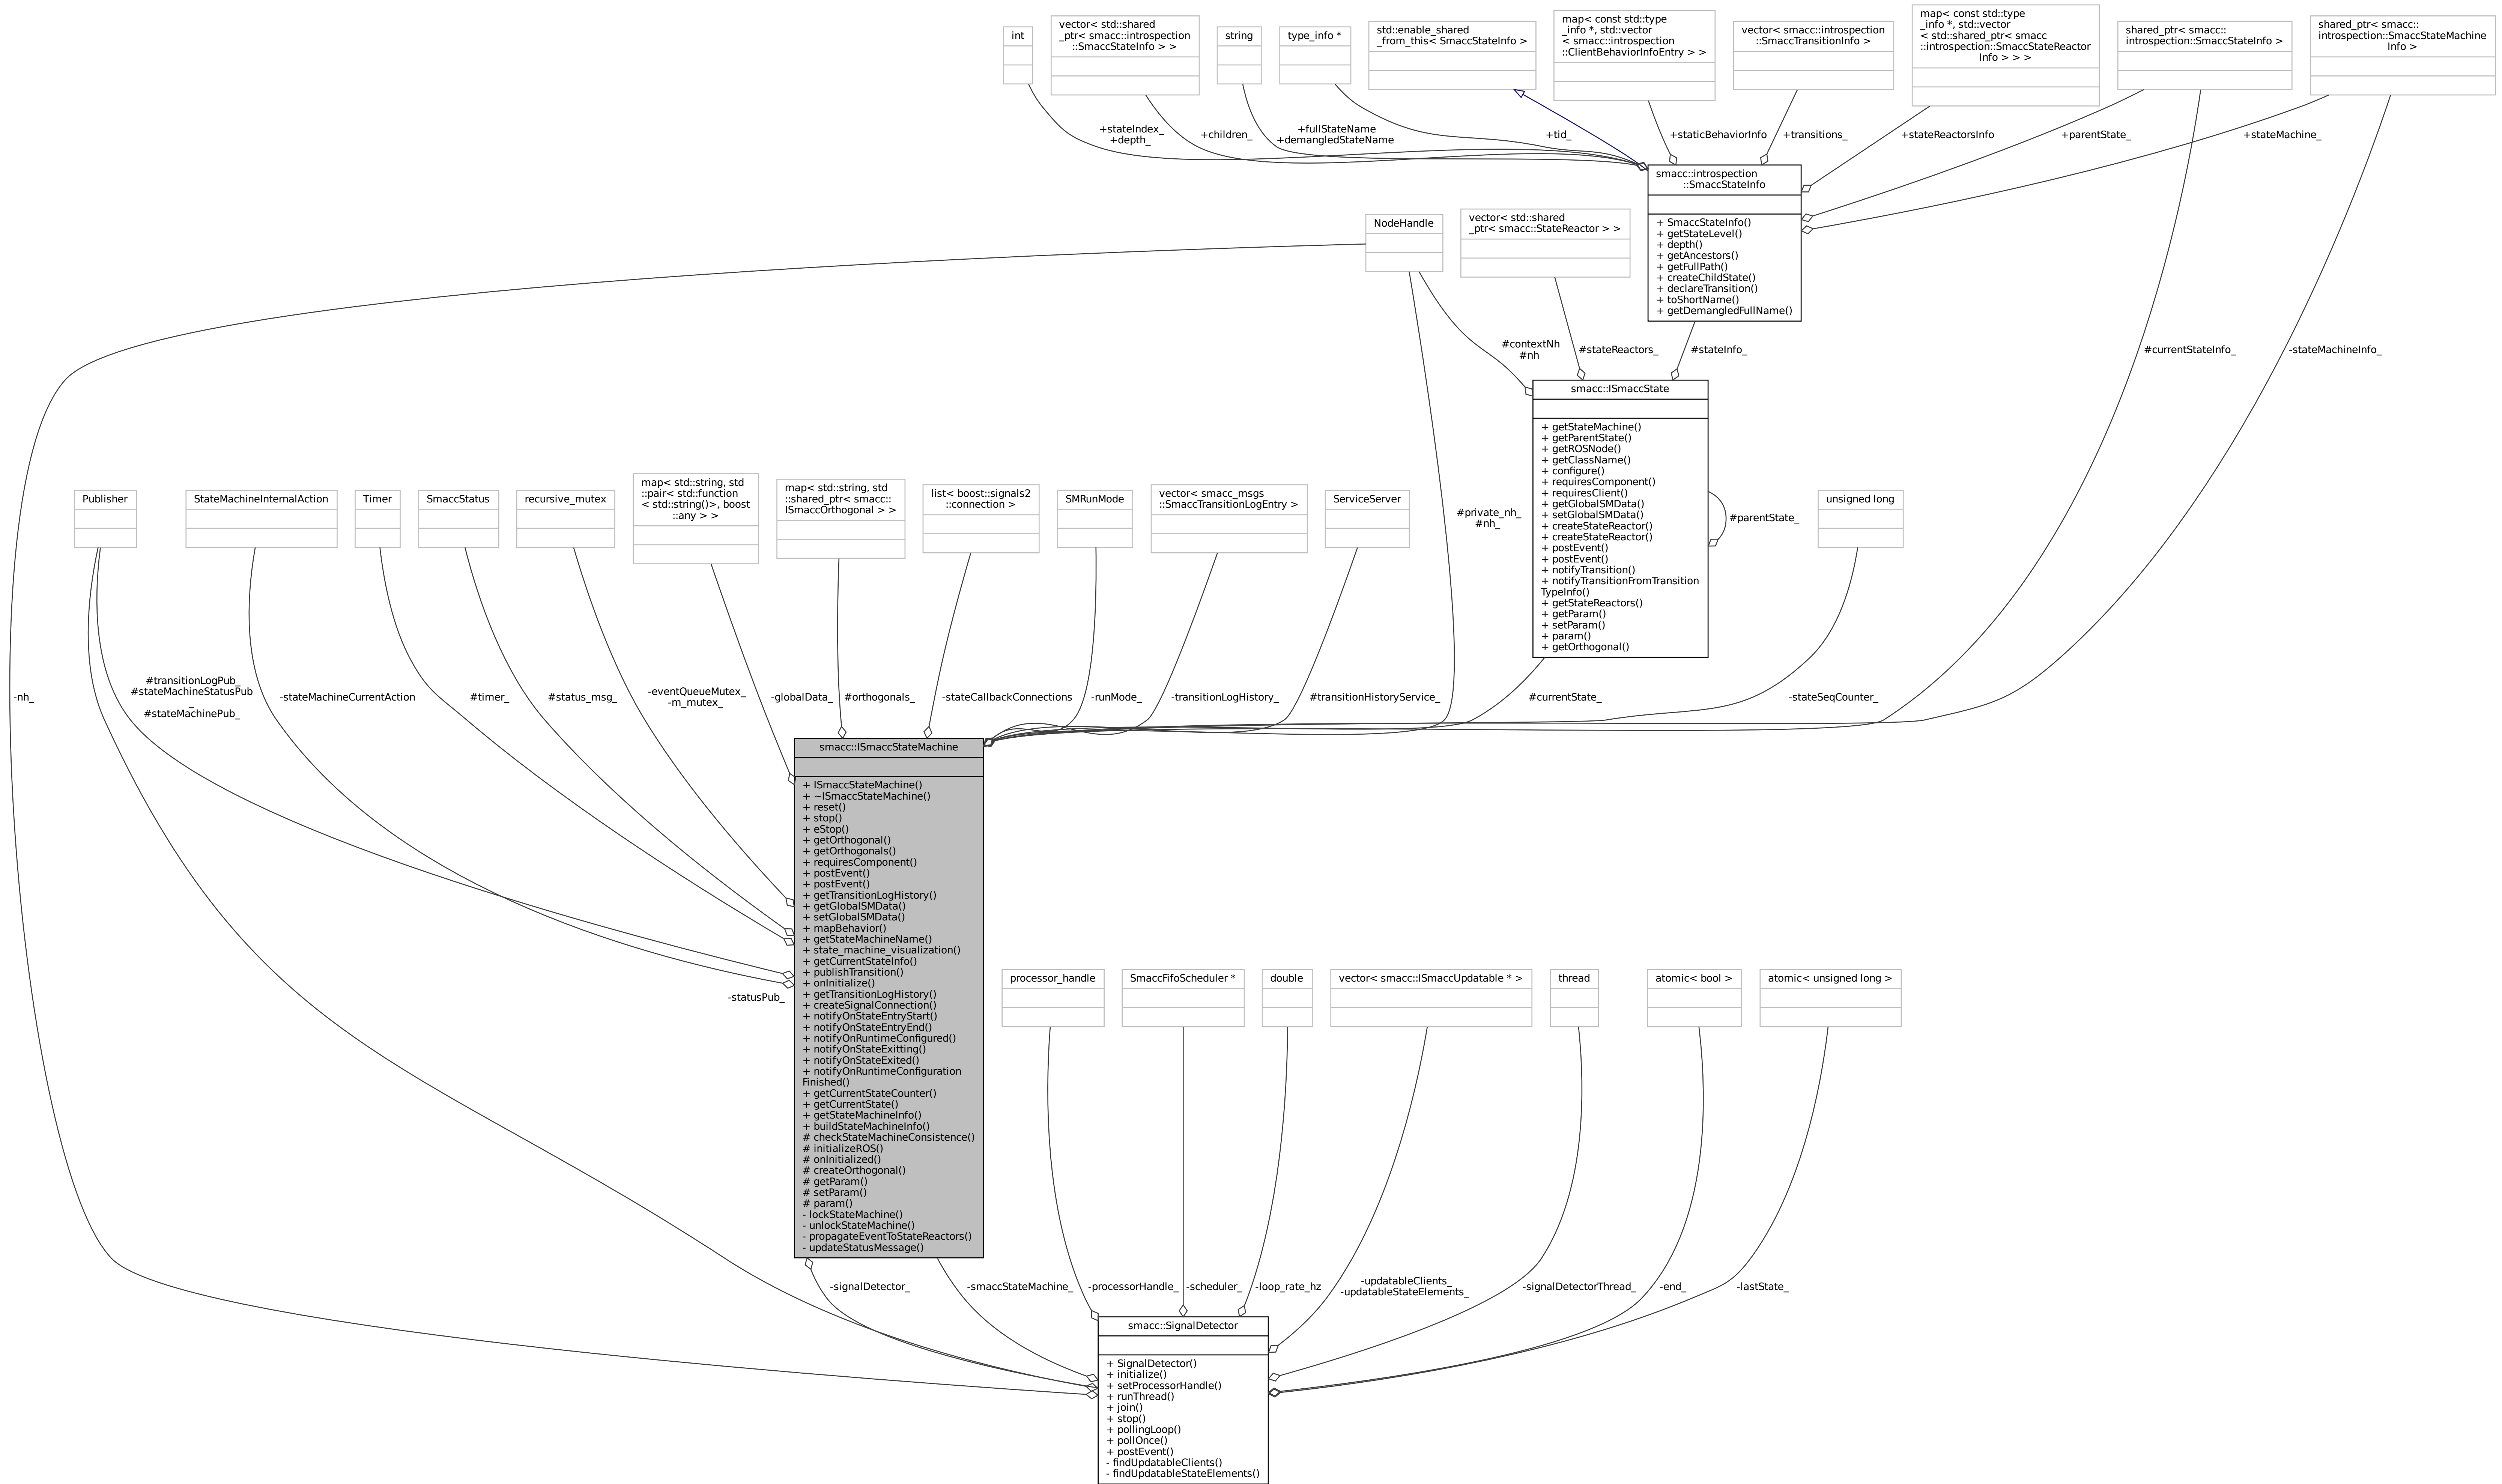 int
vector< std::shared
_ptr< smacc::introspection
::SmaccStateInfo > >
string
type_info *
std::enable_shared
_from_this< SmaccStateInfo >
map< const std::type
_info *, std::vector
< smacc::introspection
::ClientBehaviorInfoEntry > >
vector< smacc::introspection
::SmaccTransitionInfo >
map< const std::type
_info *, std::vector
< std::shared_ptr< smacc
::introspection::SmaccStateReactor
Info > > >
shared_ptr< smacc::
introspection::SmaccStateInfo >
shared_ptr< smacc::
introspection::SmaccStateMachine
Info >
+stateIndex_
+depth_
+children_
+fullStateName
+demangledStateName
+tid_
+staticBehaviorInfo
+transitions_
+stateReactorsInfo
+parentState_
+stateMachine_
smacc::introspection
::SmaccStateInfo
+ SmaccStateInfo()
+ getStateLevel()
+ depth()
+ getAncestors()
+ getFullPath()
+ createChildState()
+ declareTransition()
+ toShortName()
+ getDemangledFullName()
NodeHandle
vector< std::shared
_ptr< smacc::StateReactor > >
#contextNh
#nh
#stateReactors_
#stateInfo_
#currentStateInfo_
-stateMachineInfo_
smacc::ISmaccState
+ getStateMachine()
+ getParentState()
+ getROSNode()
+ getClassName()
+ configure()
+ requiresComponent()
+ requiresClient()
+ getGlobalSMData()
+ setGlobalSMData()
+ createStateReactor()
+ createStateReactor()
+ postEvent()
+ postEvent()
+ notifyTransition()
+ notifyTransitionFromTransition
TypeInfo()
+ getStateReactors()
+ getParam()
+ setParam()
+ param()
+ getOrthogonal()
#parentState_
Publisher
StateMachineInternalAction
Timer
SmaccStatus
recursive_mutex
map< std::string, std
::pair< std::function
< std::string()>, boost
::any > >
map< std::string, std
::shared_ptr< smacc::
ISmaccOrthogonal > >
list< boost::signals2
::connection >
SMRunMode
vector< smacc_msgs
::SmaccTransitionLogEntry >
ServiceServer
#private_nh_
#nh_
unsigned long
-nh_
#transitionLogPub_
#stateMachineStatusPub
_
#stateMachinePub_
-stateMachineCurrentAction
#timer_
#status_msg_
-eventQueueMutex_
-m_mutex_
-globalData_
#orthogonals_
-stateCallbackConnections
-runMode_
-transitionLogHistory_
#transitionHistoryService_
#currentState_
-stateSeqCounter_
smacc::ISmaccStateMachine
+ ISmaccStateMachine()
+ ~ISmaccStateMachine()
+ reset()
+ stop()
+ eStop()
+ getOrthogonal()
+ getOrthogonals()
+ requiresComponent()
+ postEvent()
+ postEvent()
+ getTransitionLogHistory()
+ getGlobalSMData()
+ setGlobalSMData()
+ mapBehavior()
+ getStateMachineName()
+ state_machine_visualization()
+ getCurrentStateInfo()
+ publishTransition()
+ onInitialize()
+ getTransitionLogHistory()
+ createSignalConnection()
+ notifyOnStateEntryStart()
+ notifyOnStateEntryEnd()
+ notifyOnRuntimeConfigured()
+ notifyOnStateExitting()
+ notifyOnStateExited()
+ notifyOnRuntimeConfiguration
Finished()
+ getCurrentStateCounter()
+ getCurrentState()
+ getStateMachineInfo()
+ buildStateMachineInfo()
# checkStateMachineConsistence()
# initializeROS()
# onInitialized()
# createOrthogonal()
# getParam()
# setParam()
# param()
- lockStateMachine()
- unlockStateMachine()
- propagateEventToStateReactors()
- updateStatusMessage()
-statusPub_
processor_handle
SmaccFifoScheduler *
double
vector< smacc::ISmaccUpdatable * >
thread
atomic< bool >
atomic< unsigned long >
-signalDetector_
-smaccStateMachine_
-processorHandle_
-scheduler_
-loop_rate_hz
-updatableClients_
-updatableStateElements_
-signalDetectorThread_
-end_
-lastState_
smacc::SignalDetector
+ SignalDetector()
+ initialize()
+ setProcessorHandle()
+ runThread()
+ join()
+ stop()
+ pollingLoop()
+ pollOnce()
+ postEvent()
- findUpdatableClients()
- findUpdatableStateElements()